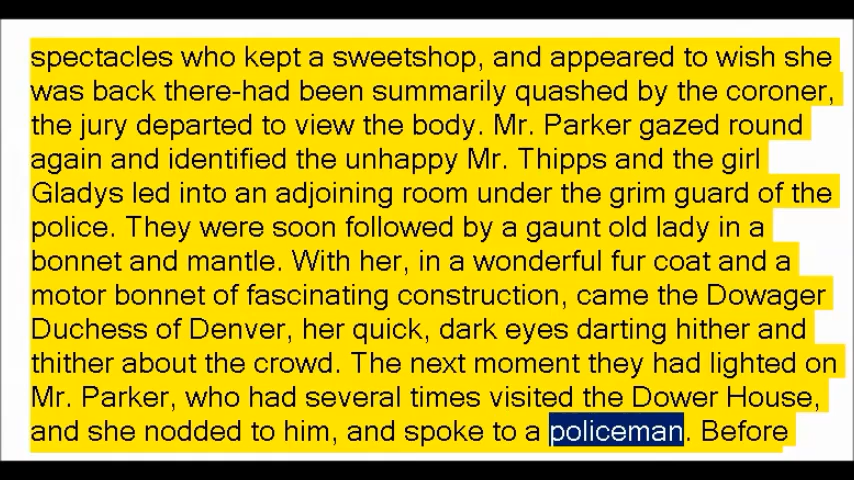 spectacles who kept a sweetshop, and appeared to wish she
was back there-had been summarily quashed by the coroner,
the jury departed to view the body. Mr. Parker gazed round
again and identified the unhappy Mr. Thipps and the girl
Gladys led into an adjoining room under the grim guard of the
police. They were soon followed by a gaunt old lady in a
bonnet and mantle. With her, in a wonderful fur coat and a
motor bonnet of fascinating construction, came the Dowager
Duchess of Denver, her quick, dark eyes darting hither and
thither about the crowd. The next moment they had lighted on
Mr. Parker, who had several times visited the Dower House,
and she nodded to him, and spoke to a policeman. Before